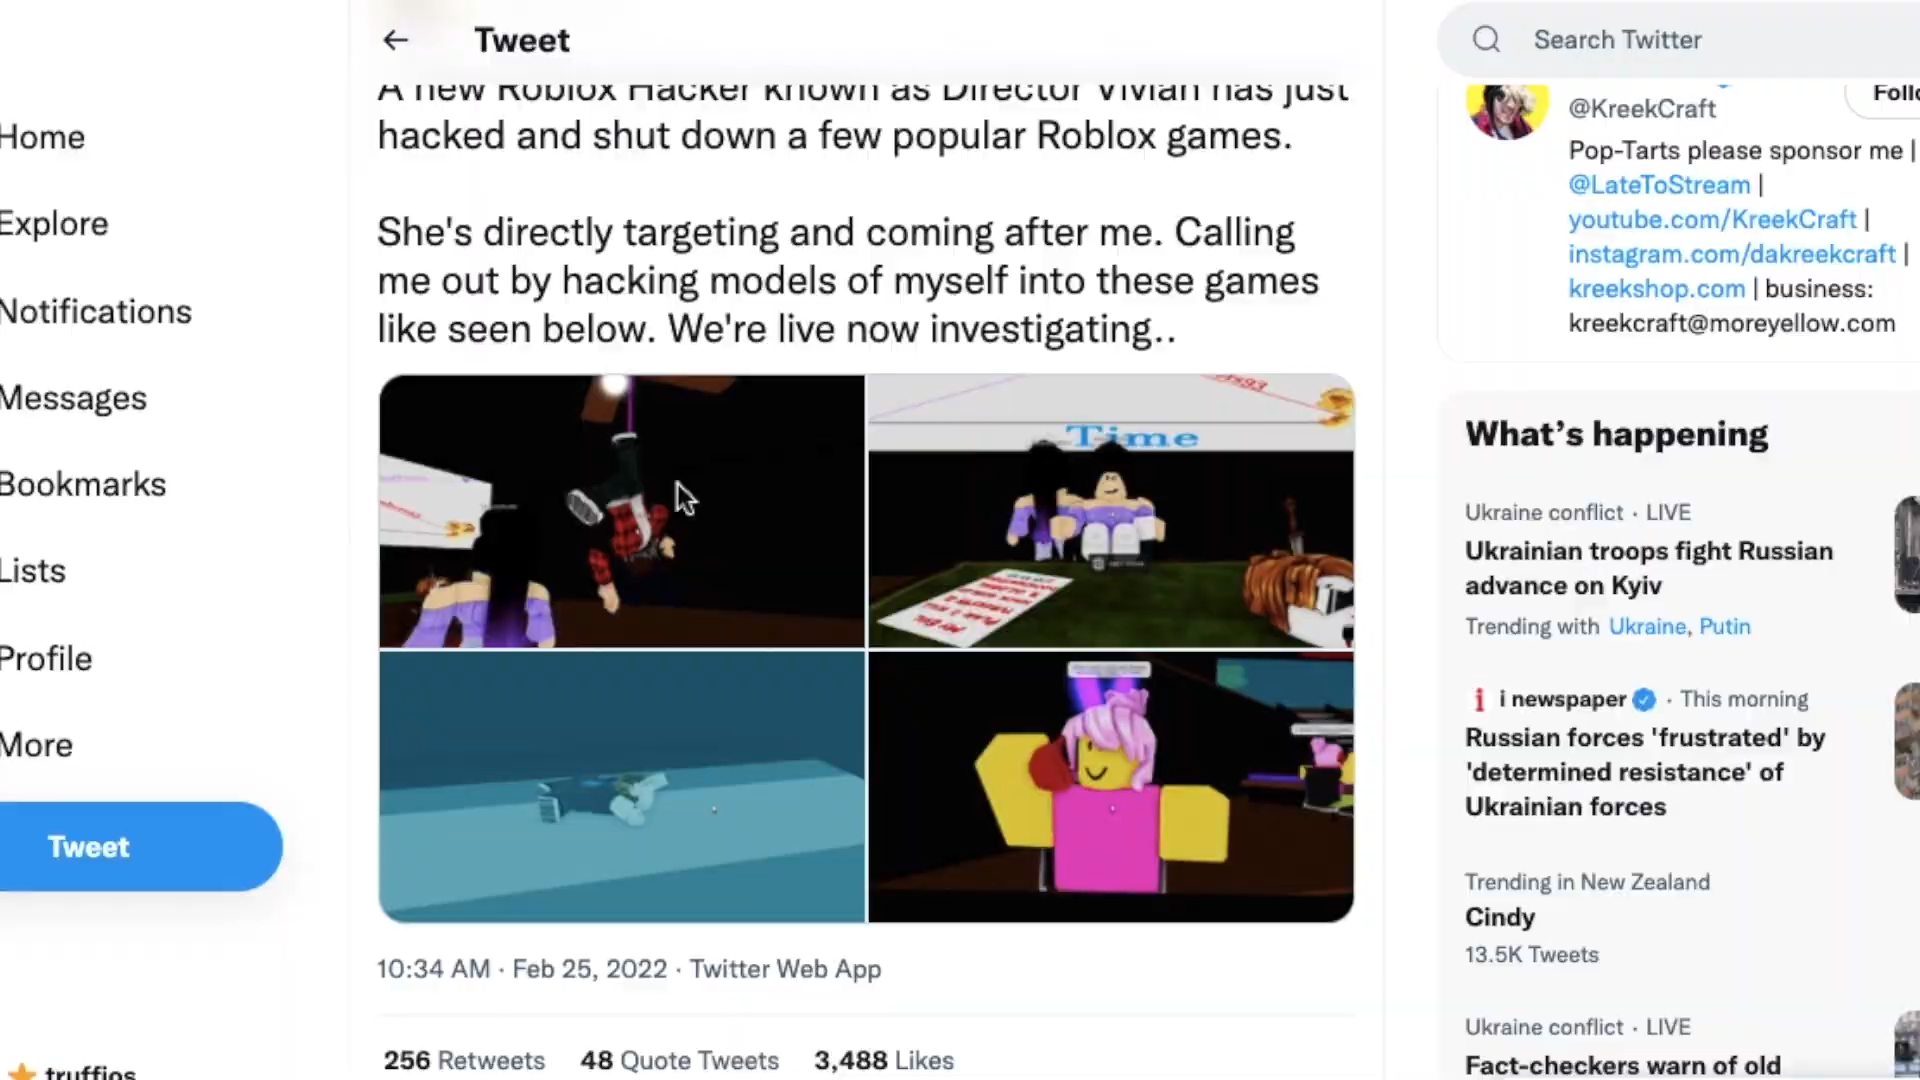 Tweet
Search Twitter
Home
Explore
Notifications
Messages
Bookmarks
Lists
Profile
More
Tweet
truffios
A new Roblox Hacker known as Director Vivian has just
hacked and shut down a few popular Roblox games.
She's directly targeting and coming after me. Calling
me out by hacking models of myself into these games
like seen below. We're live now investigating..
Time
10:34 AM · Feb 25, 2022 · Twitter Web App
256 Retweets 48 Quote Tweets 3,488 Likes
@KreekCraft
Follo
Pop-Tarts please sponsor me |
@LateToStream |
youtube.com/KreekCraft |
instagram.com/dakreekcraft |
kreekshop.com | business:
kreekcraft@moreyellow.com
What's happening
Ukraine conflict · LIVE
Ukrainian troops fight Russian
advance on Kyiv
Trending with Ukraine, Putin
i newspaper · This morning
Russian forces 'frustrated' by
'determined resistance' of
Ukrainian forces
Trending in New Zealand
Cindy
13.5K Tweets
Ukraine conflict · LIVE
Fact-checkers warn of old